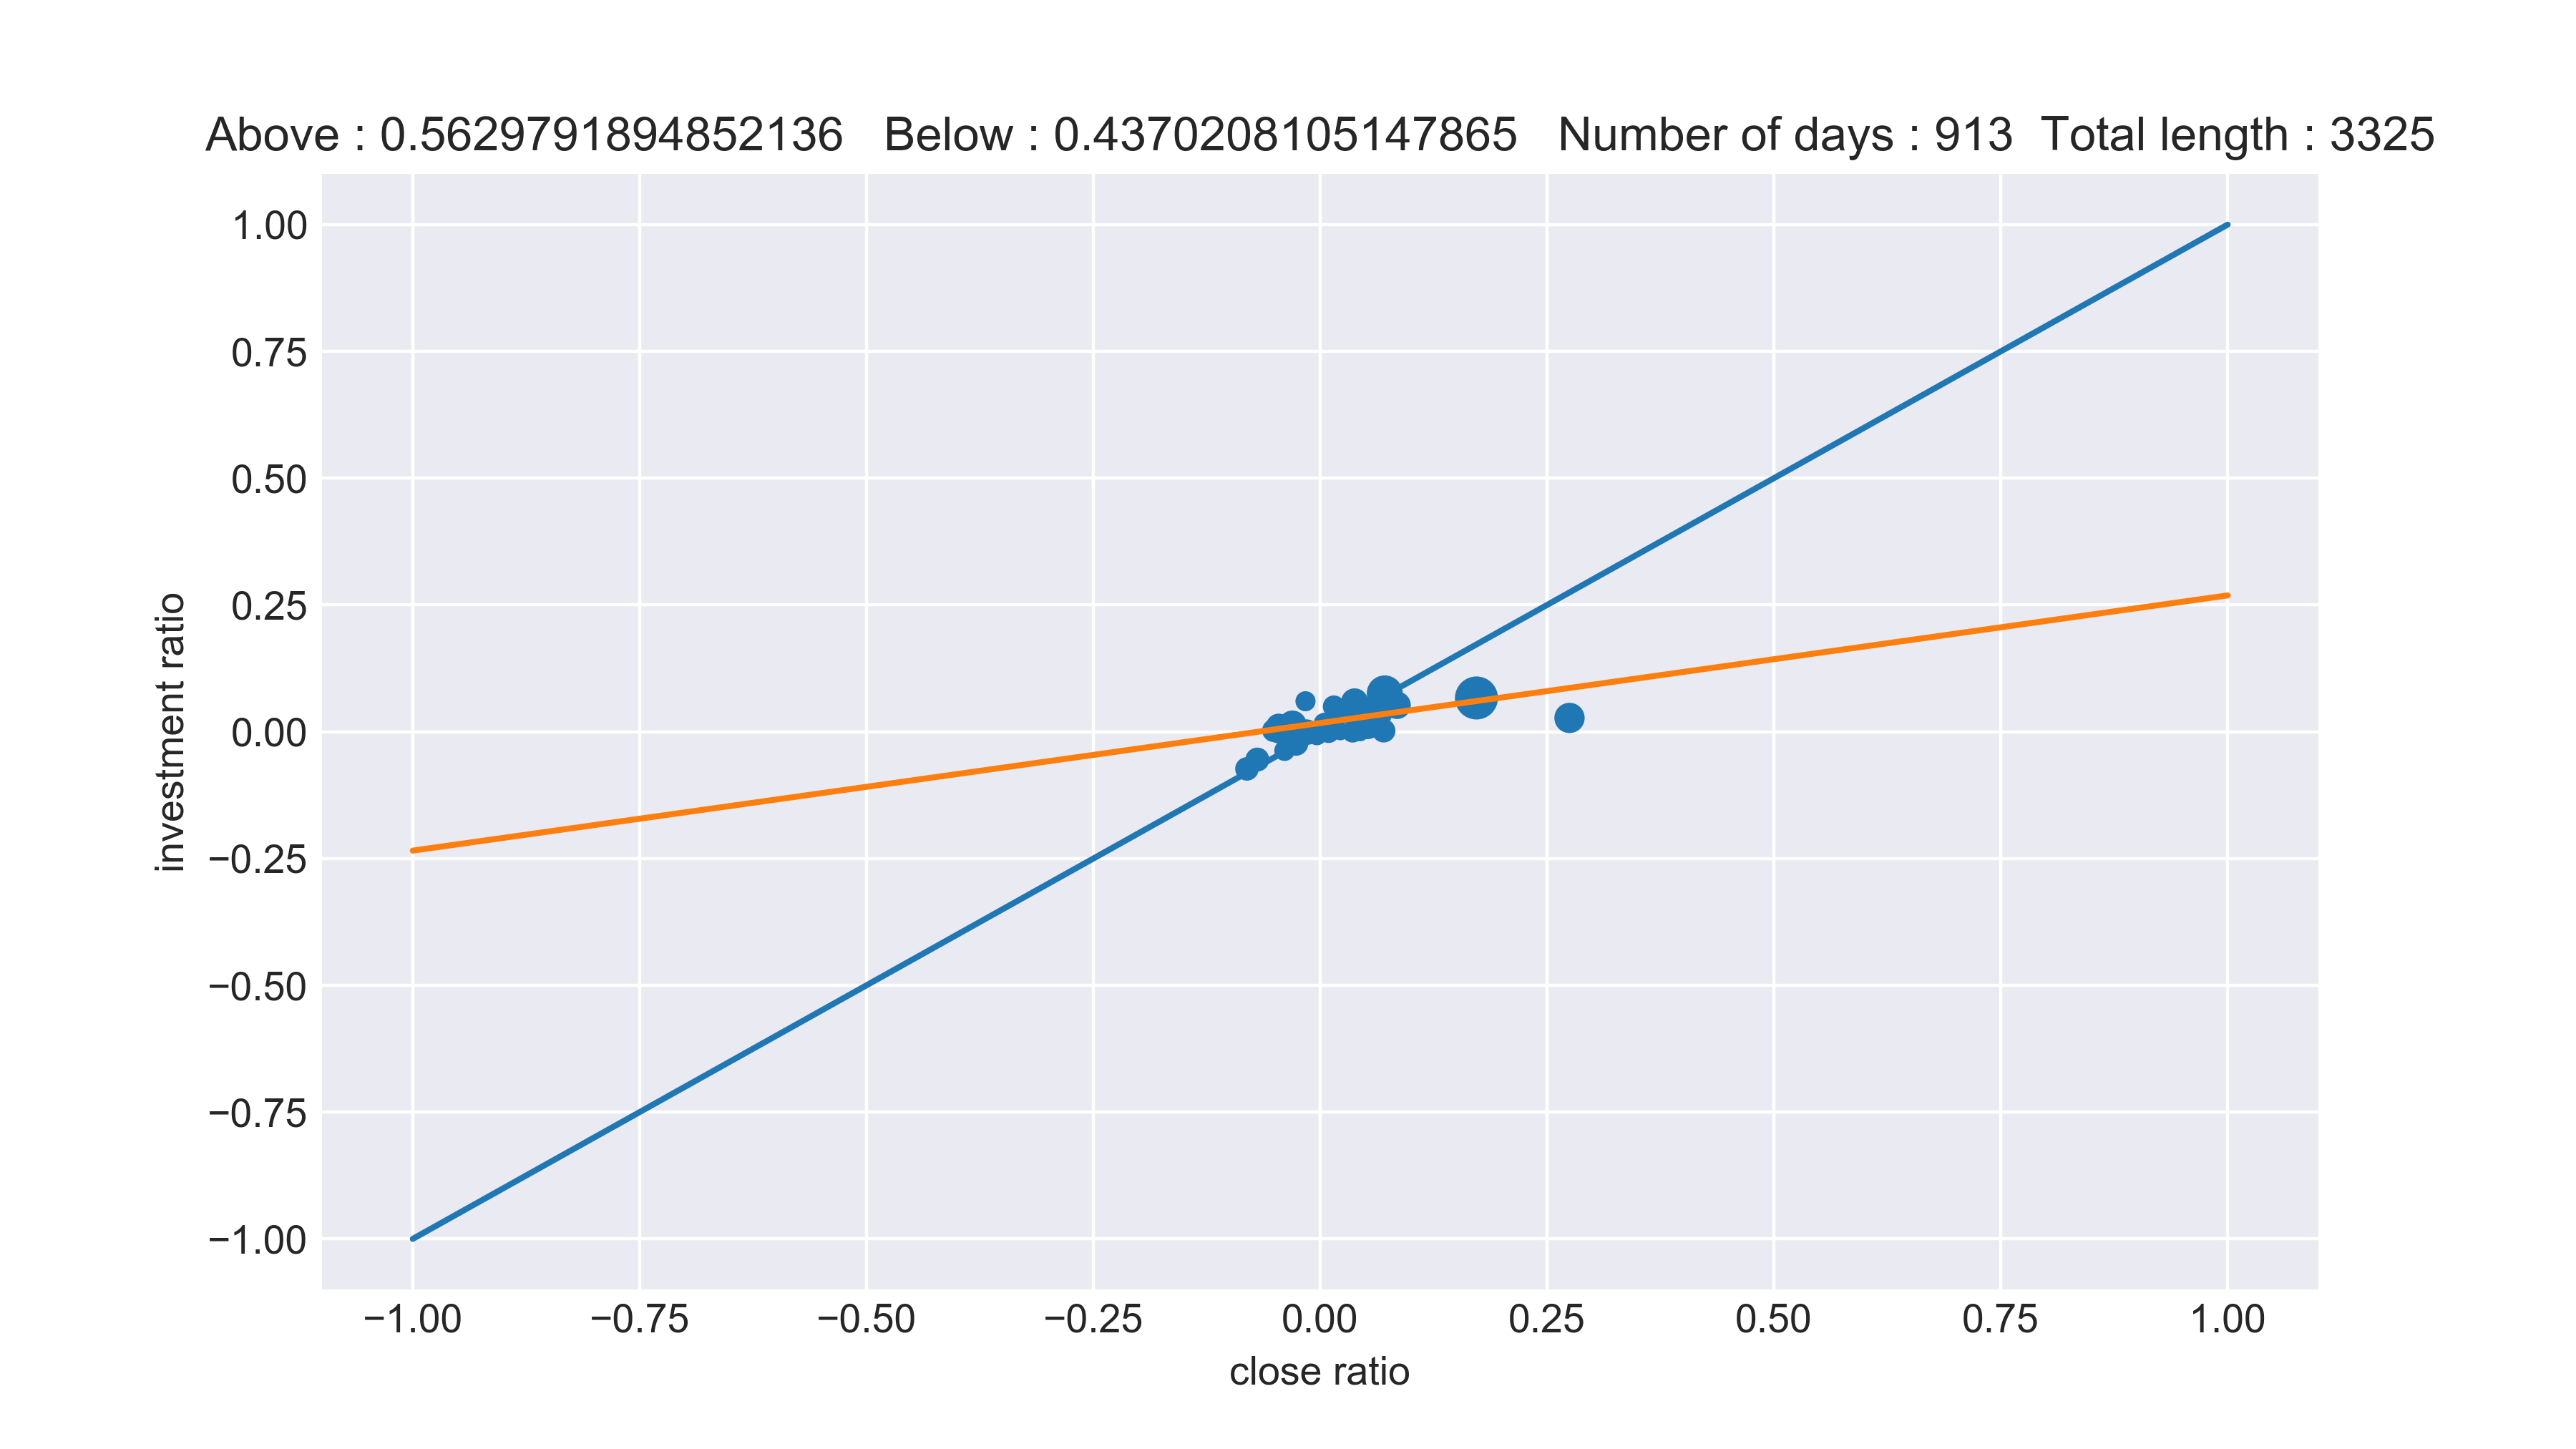 Above : 0.5629791894852136   Below : 0.4370208105147865   Number of days : 913  Total length : 3325
1.00
0.75
0.50
0.25
0.00
−0.25
−0.50
−0.75
−1.00
investment ratio
−1.00 −0.75 −0.50 −0.25 0.00 0.25 0.50 0.75 1.00
close ratio